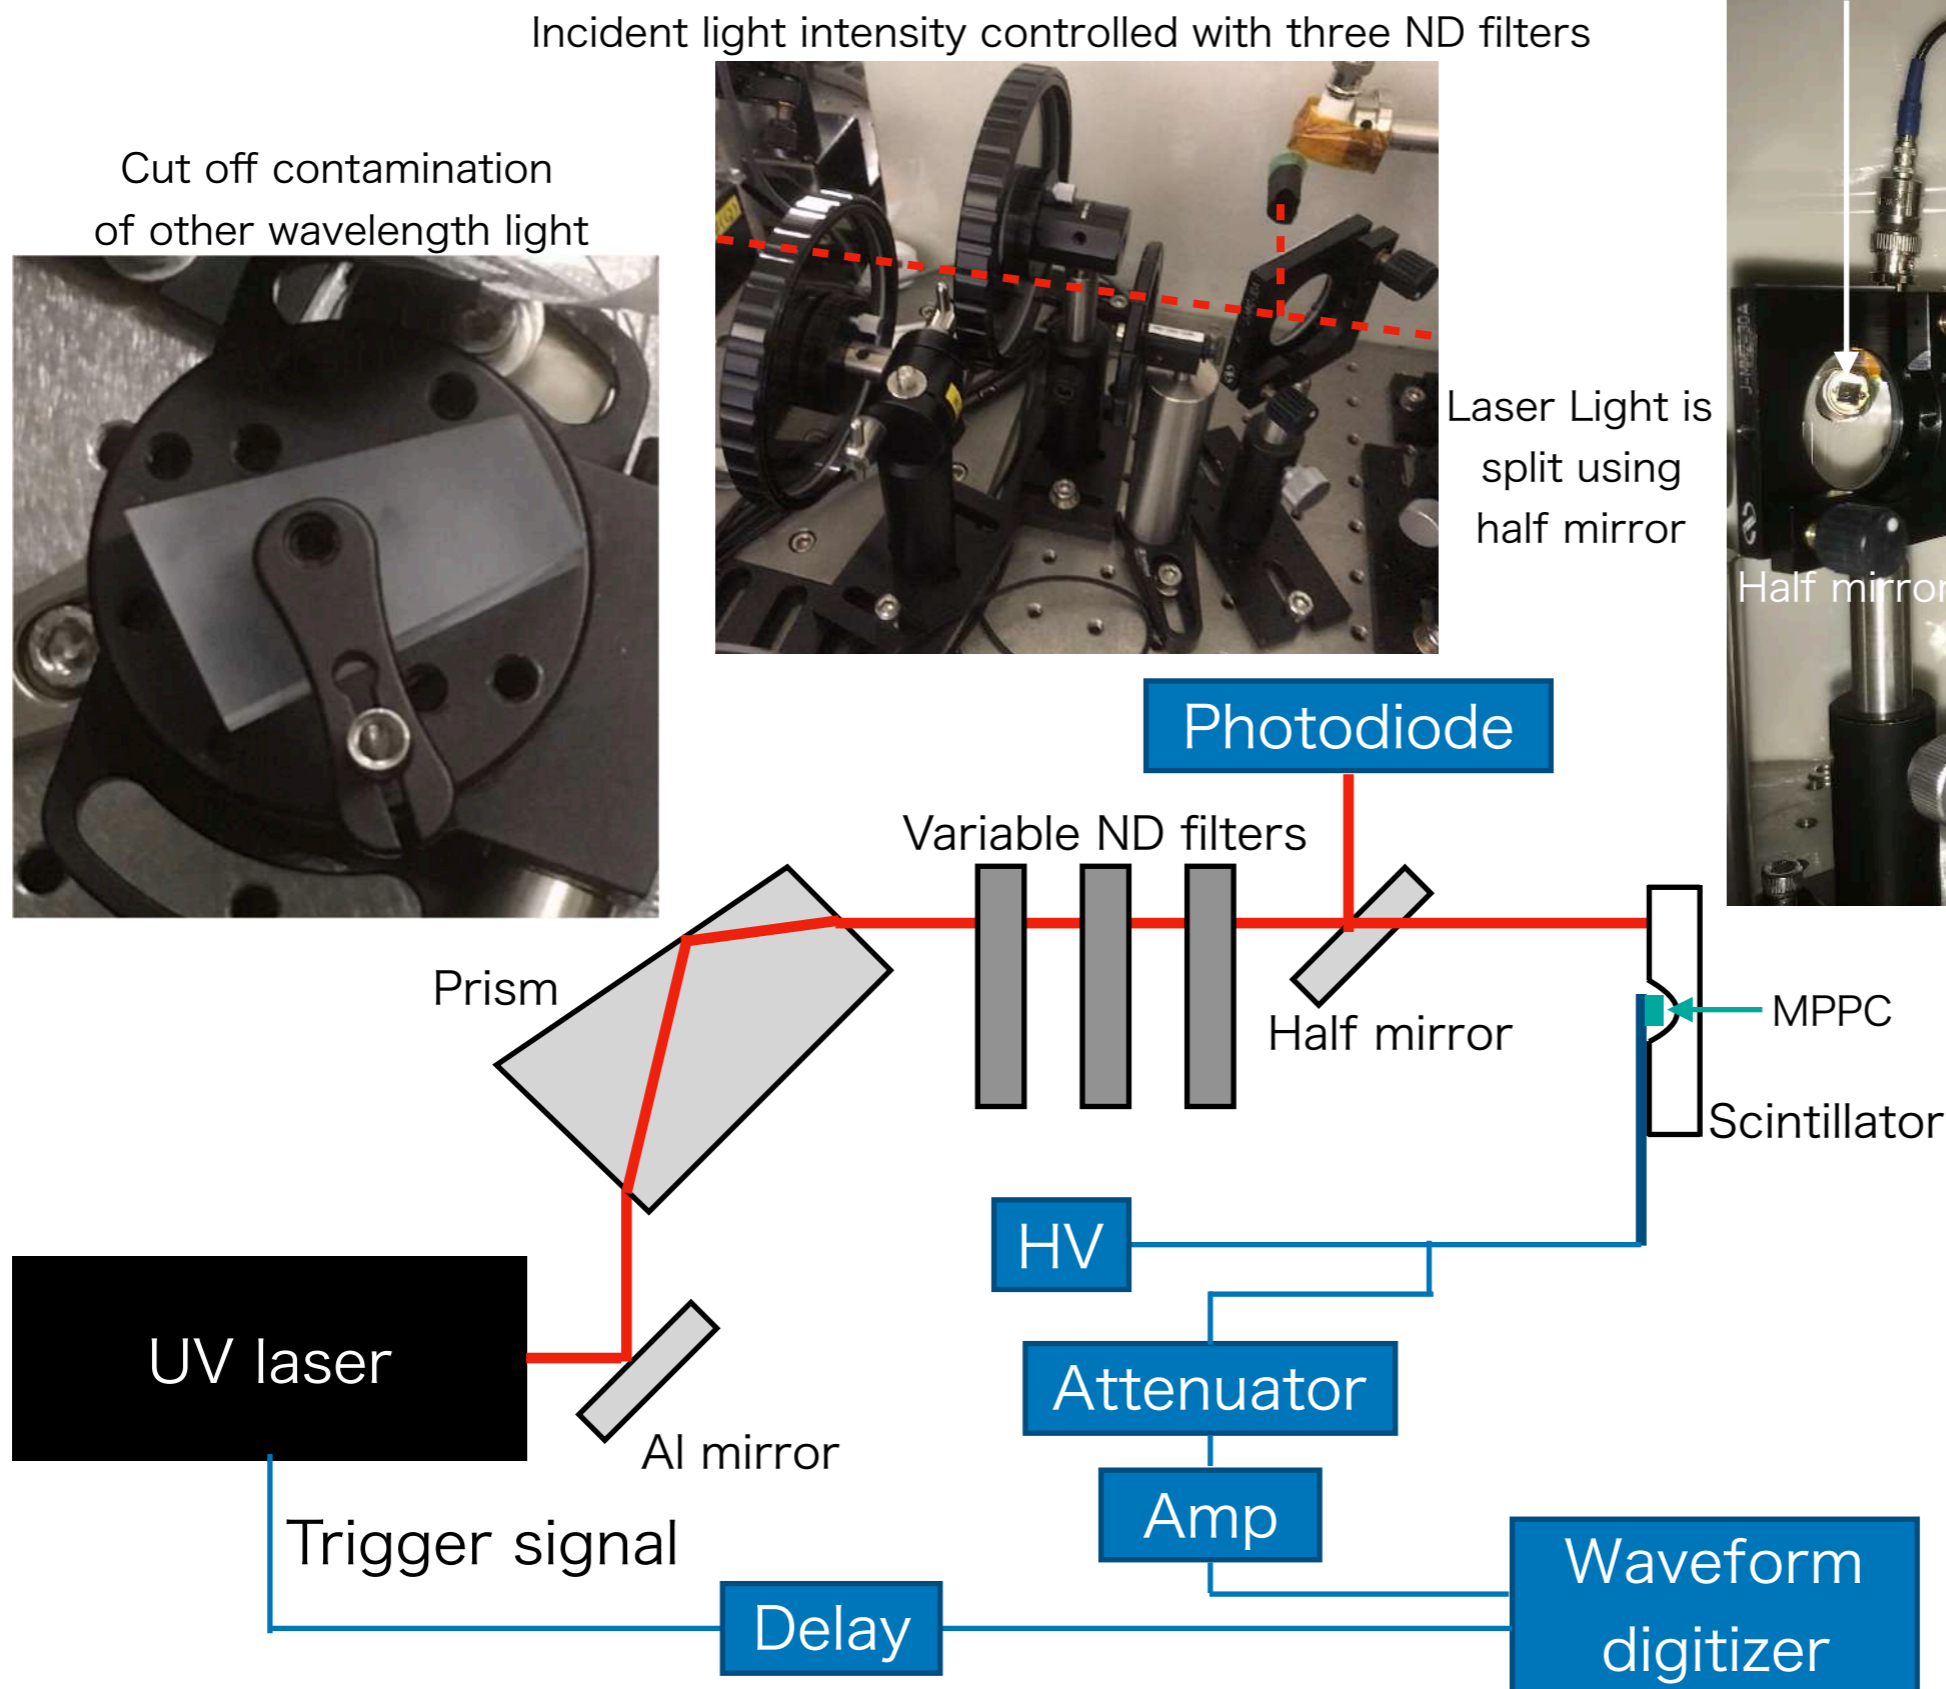 Incident light intensity controlled with three ND filters
Cut off contamination
of other wavelength light
Laser Light is
split using
half mirror
Half mirror
Photodiode
Variable ND filters
Prism
Half mirror
MPPC
Scintillator
HV
UV laser
Attenuator
Al mirror
Amp
Trigger signal
Waveform
digitizer
Delay